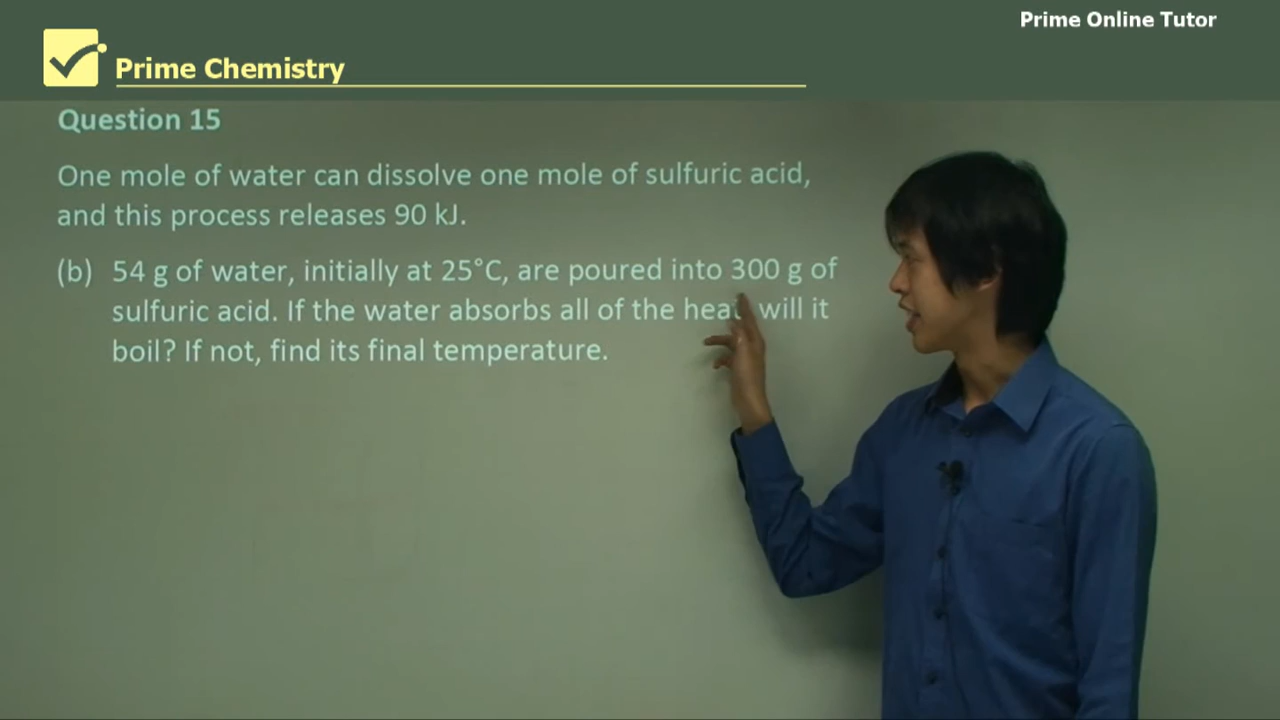 Prime Online Tutor
Prime Chemistry
Question 15
One mole of water can dissolve one mole of sulfuric acid,
and this process releases 90 kJ.
(b) 54 g of water, initially at 25°C, are poured into 300 g of
sulfuric acid. If the water absorbs all of the heat, will it
boil? If not, find its final temperature.